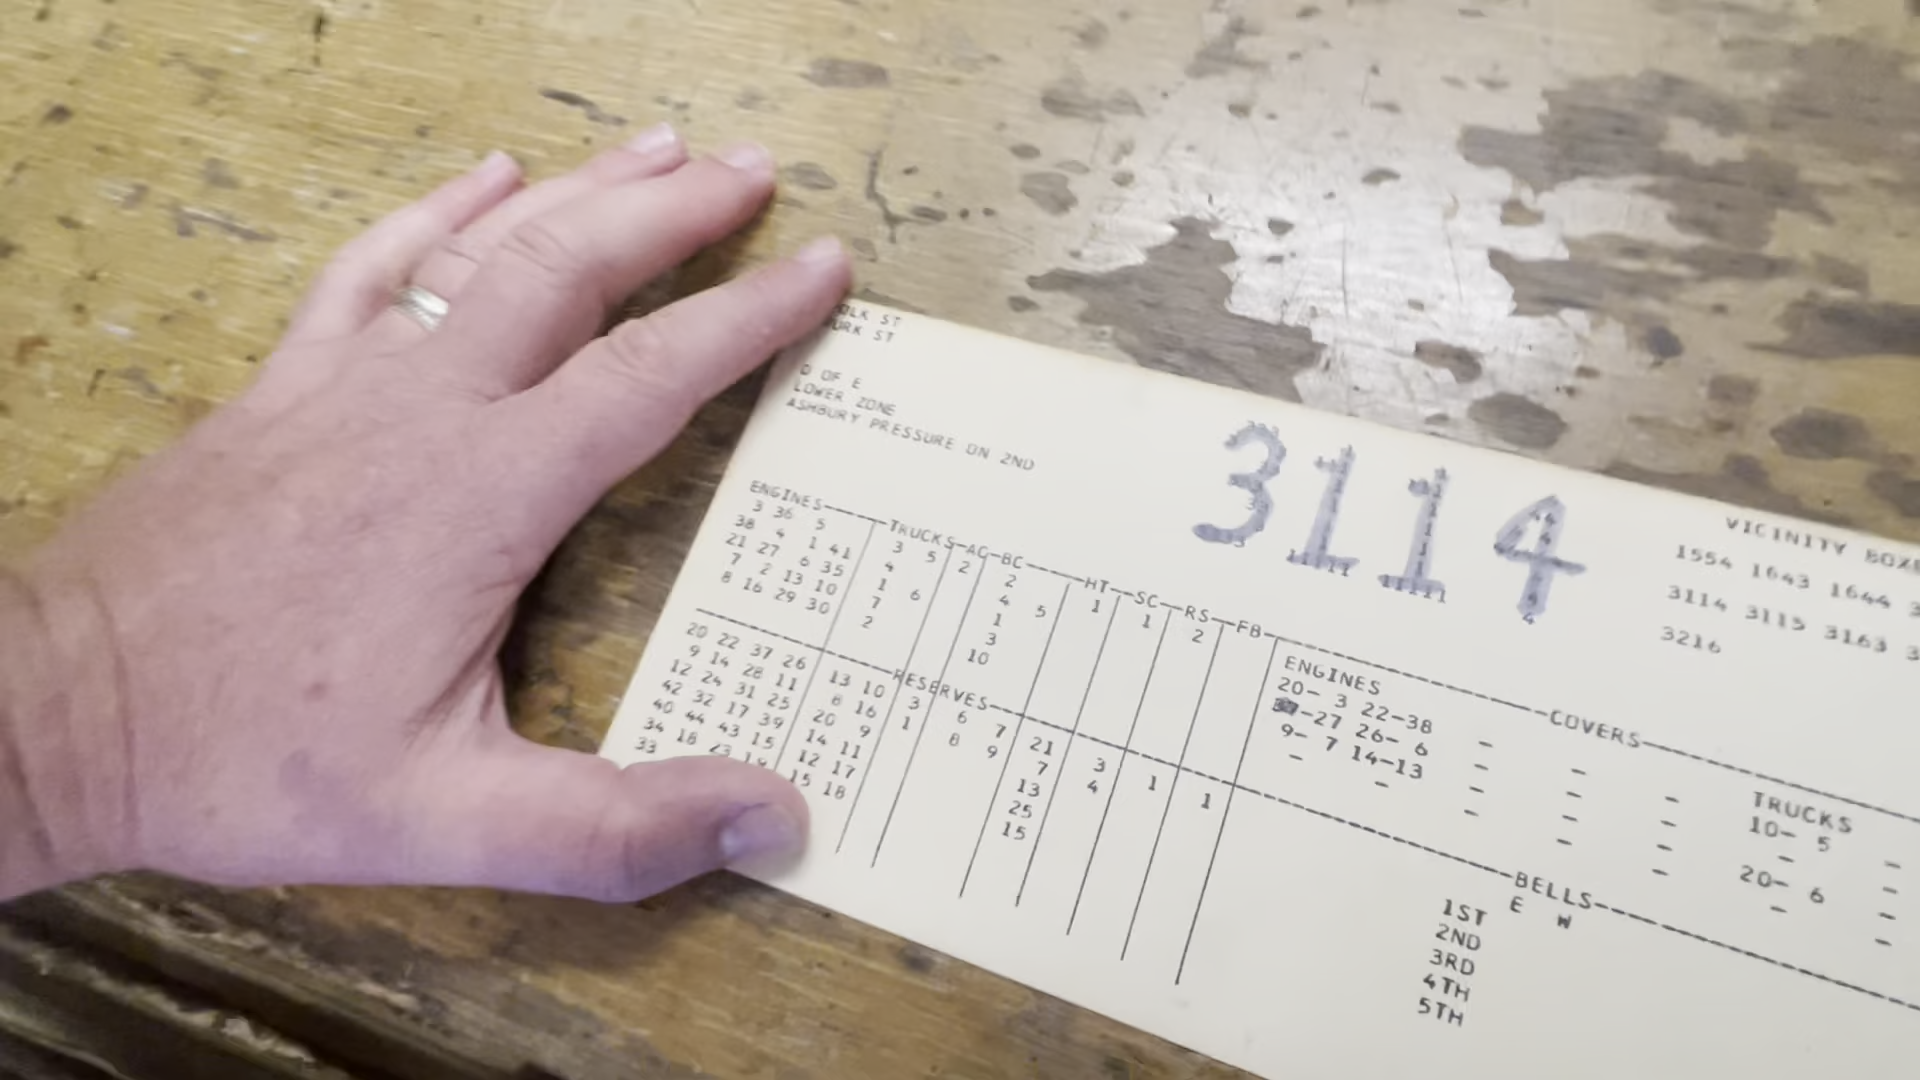 OLK ST
ORK ST
D OF E
LOWER ZONE
ASHBURY PRESSURE ON 2ND
3114
VICINITY BOXE
1554 1643 1644 3
3114 3115 3163 3
3216
ENGINES TRUCKS AC BC HT SC RS FB
3 36 5 3 5 2 2 1 1 2
38 4 1 41 4 4 5
21 27 6 35 1 6 1
7 2 13 10 7 3
8 16 29 30 2 10
RESERVES
20 22 37 26 13 10 3 6 7 21 3 1 1
9 14 28 11 8 16 1 8 9 7 4
12 24 31 25 20 9 13
42 32 17 39 14 11 25
40 44 43 15 12 17 15
34 18 23 19 15 18
33
COVERS
ENGINES TRUCKS
20- 3 22-38 - - - 10- 5 -
-27 26- 6 - - - - -
9- 7 14-13 - - - 20- 6 -
- - - -
BELLS
E W
1ST
2ND
3RD
4TH
5TH